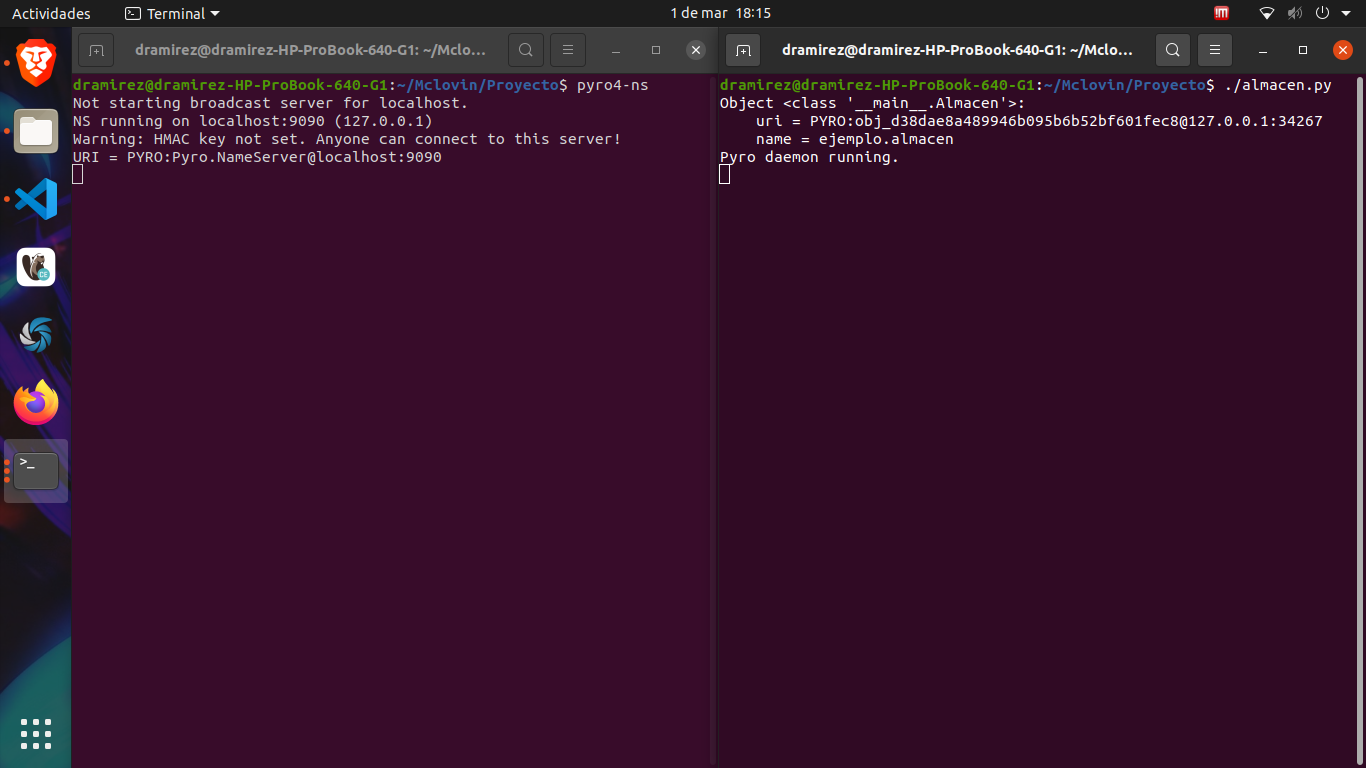 Actividades
Terminal
1 de mar 18:15
dramirez@dramirez-HP-ProBook-640-G1: ~/Mclo…
dramirez@dramirez-HP-ProBook-640-G1:~/Mclovin/Proyecto$ pyro4-ns
Not starting broadcast server for localhost.
NS running on localhost:9090 (127.0.0.1)
Warning: HMAC key not set. Anyone can connect to this server!
URI = PYRO:Pyro.NameServer@localhost:9090
dramirez@dramirez-HP-ProBook-640-G1: ~/Mclo…
dramirez@dramirez-HP-ProBook-640-G1:~/Mclovin/Proyecto$ ./almacen.py
Object <class '__main__.Almacen'>:
    uri = PYRO:obj_d38dae8a489946b095b6b52bf601fec8@127.0.0.1:34267
    name = ejemplo.almacen
Pyro daemon running.
CE
>_